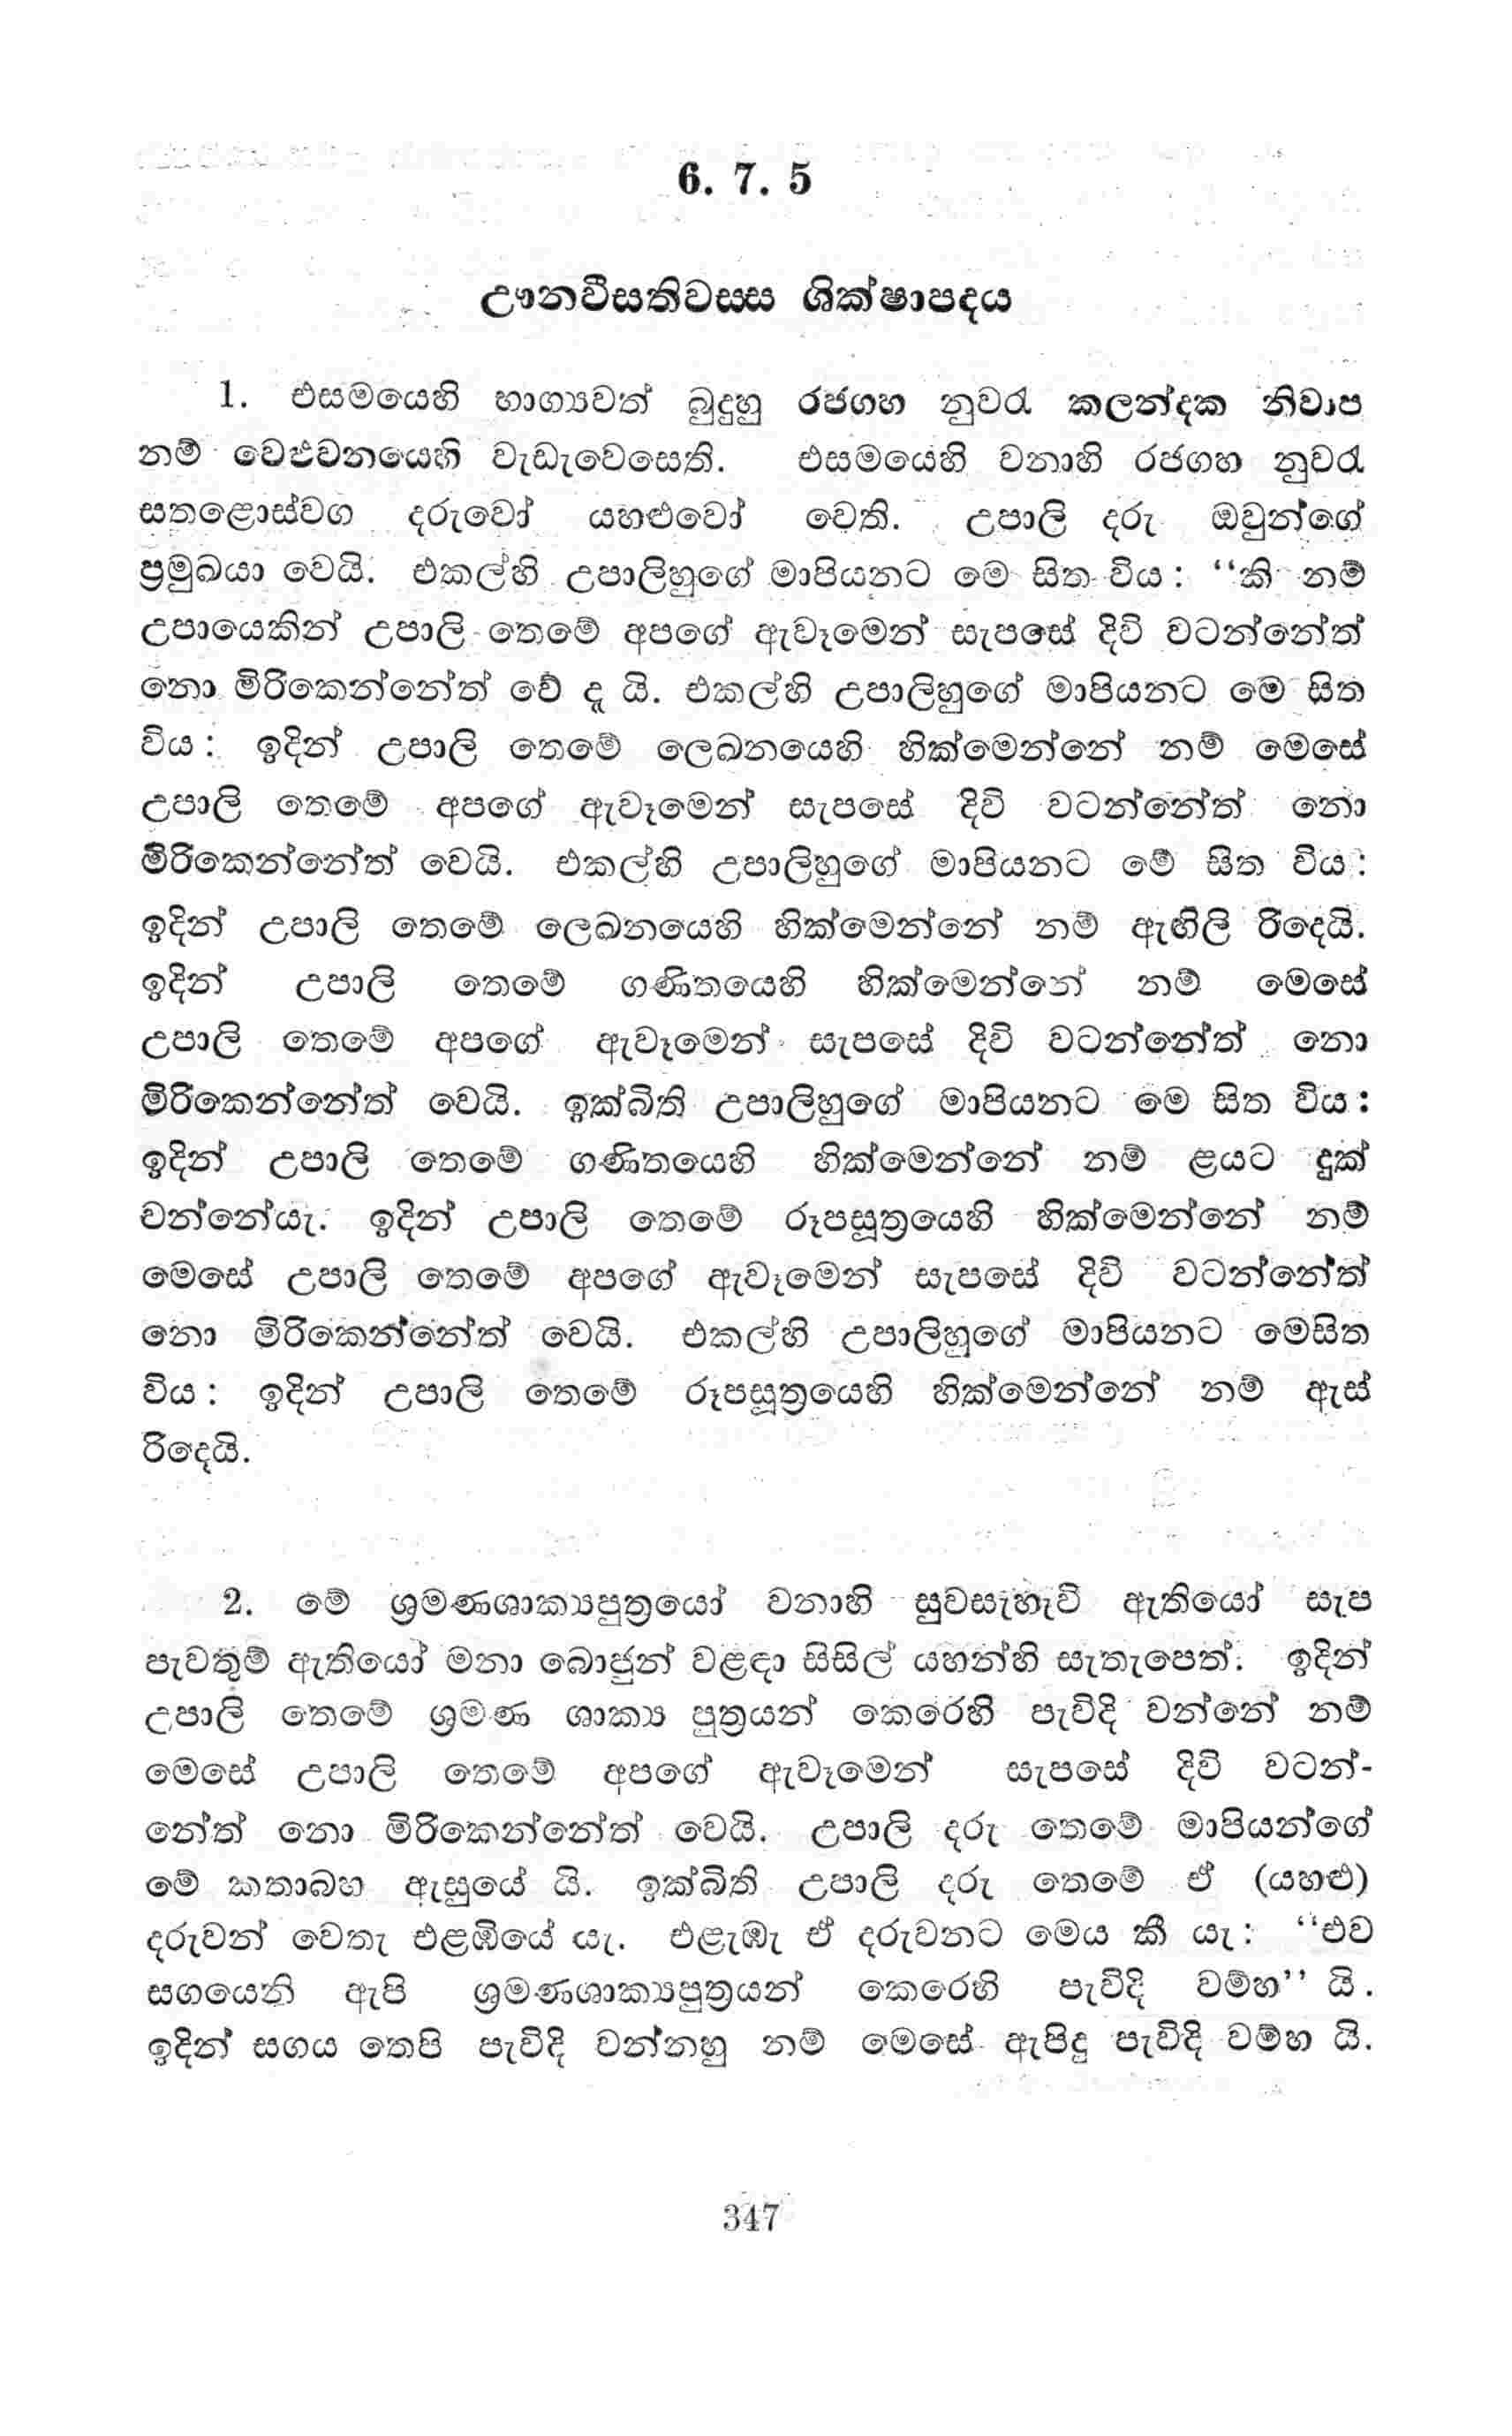 6. 7. 5
ඌනවීසතිවස්ස ශික්ෂාපදය
1. එසමයෙහි භාග්‍යවත් බුදුහු රජගහ නුවරැ කලන්දක නිවාප
නම් වෙළුවනයෙහි වැඩැවෙසෙති. එසමයෙහි වනාහි රජගහ නුවරැ
සතළොස්වග දරුවෝ යහළුවෝ වෙති. උපාලි දරු ඔවුන්ගේ
ප්‍රමුඛයා වෙයි. එකල්හි උපාලිහුගේ මාපියනට මෙ සිත විය : “කි නම්
උපායෙකින් උපාලි තෙමේ අපගේ ඇවෑමෙන් සැපසේ දිවි වටන්නේත්
නො මිරිකෙන්නේත් වේ දැ යි. එකල්හි උපාලිහුගේ මාපියනට මෙ සිත
විය : ඉදින් උපාලි තෙමේ ලෙඛනයෙහි හික්මෙන්නේ නම් මෙසේ
උපාලි තෙමේ අපගේ ඇවෑමෙන් සැපසේ දිවි වටන්නේත් නො
මිරිකෙන්නේත් වෙයි. එකල්හි උපාලිහුගේ මාපියනට මේ සිත විය :
ඉදින් උපාලි තෙමේ ලෙඛනයෙහි හික්මෙන්නේ නම් ඇඟිලි රිදෙයි.
ඉදින් උපාලි තෙමේ ගණිතයෙහි හික්මෙන්නේ නම් මෙසේ
උපාලි තෙමේ අපගේ ඇවෑමෙන් සැපසේ දිවි වටන්නේත් නො
මිරිකෙන්නේත් වෙයි. ඉක්බිති උපාලිහුගේ මාපියනට මෙ සිත විය :
ඉදින් උපාලි තෙමේ ගණිතයෙහි හික්මෙන්නේ නම් ළයට දුක්
වන්නේයැ. ඉදින් උපාලි තෙමේ රූපසූත්‍රයෙහි හික්මෙන්නේ නම්
මෙසේ උපාලි තෙමේ අපගේ ඇවෑමෙන් සැපසේ දිවි වටන්නේත්
නො මිරිකෙන්නේත් වෙයි. එකල්හි උපාලිහුගේ මාපියනට මෙසිත
විය : ඉදින් උපාලි තෙමේ රූපසූත්‍රයෙහි හික්මෙන්නේ නම් ඇස්
රිදෙයි.
2. මේ ශ්‍රමණශාක්‍යපුත්‍රයෝ වනාහි සුවසැහැවි ඇතියෝ සැප
පැවතුම් ඇතියෝ මනා බොජුන් වළඳා සිසිල් යහන්හි සැතැපෙත්. ඉදින්
උපාලි තෙමේ ශ්‍රමණ ශාක්‍ය පුත්‍රයන් කෙරෙහි පැවිදි වන්නේ නම්
මෙසේ උපාලි තෙමේ අපගේ ඇවෑමෙන් සැපසේ දිවි වටන්-
නේත් නො මිරිකෙන්නේත් වෙයි. උපාලි දරු තෙමේ මාපියන්ගේ
මේ කතාබහ ඇසුයේ යි. ඉක්බිති උපාලි දරු තෙමේ ඒ (යහළු)
දරුවන් වෙතැ එළඹියේ යැ. එළැඹැ ඒ දරුවනට මෙය කී යැ : “එව
සගයෙනි ඇපි ශ්‍රමණශාක්‍යපුත්‍රයන් කෙරෙහි පැවිදි වම්හ” යි.
ඉදින් සගය තෙපි පැවිදි වන්නහු නම් මෙසේ ඇපිදු පැවිදි වම්හ යි.
347